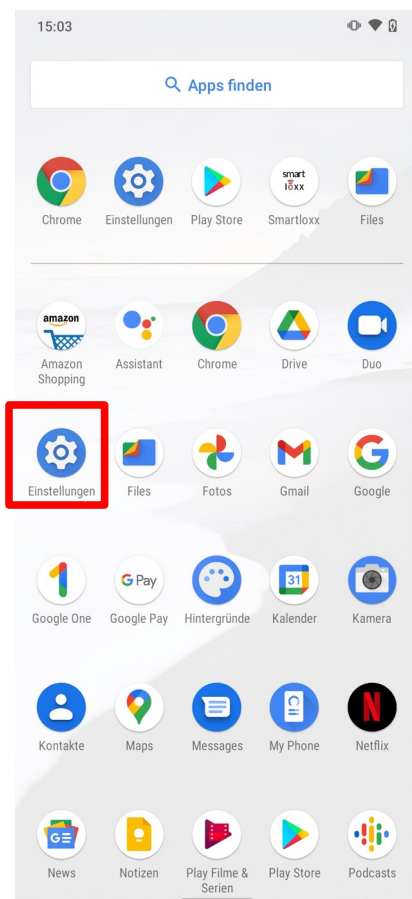 15:03
Apps finden
smart
loxx
Chrome
Einstellungen
Play Store
Smartloxx
Files
amazon
Amazon
Shopping
Assistant
Chrome
Drive
Duo
Einstellungen
Files
Fotos
Gmail
Google
G Pay
31
Google One
Google Pay
Hintergründe
Kalender
Kamera
Kontakte
Maps
Messages
My Phone
Netflix
GE
News
Notizen
Play Filme &
Serien
Play Store
Podcasts